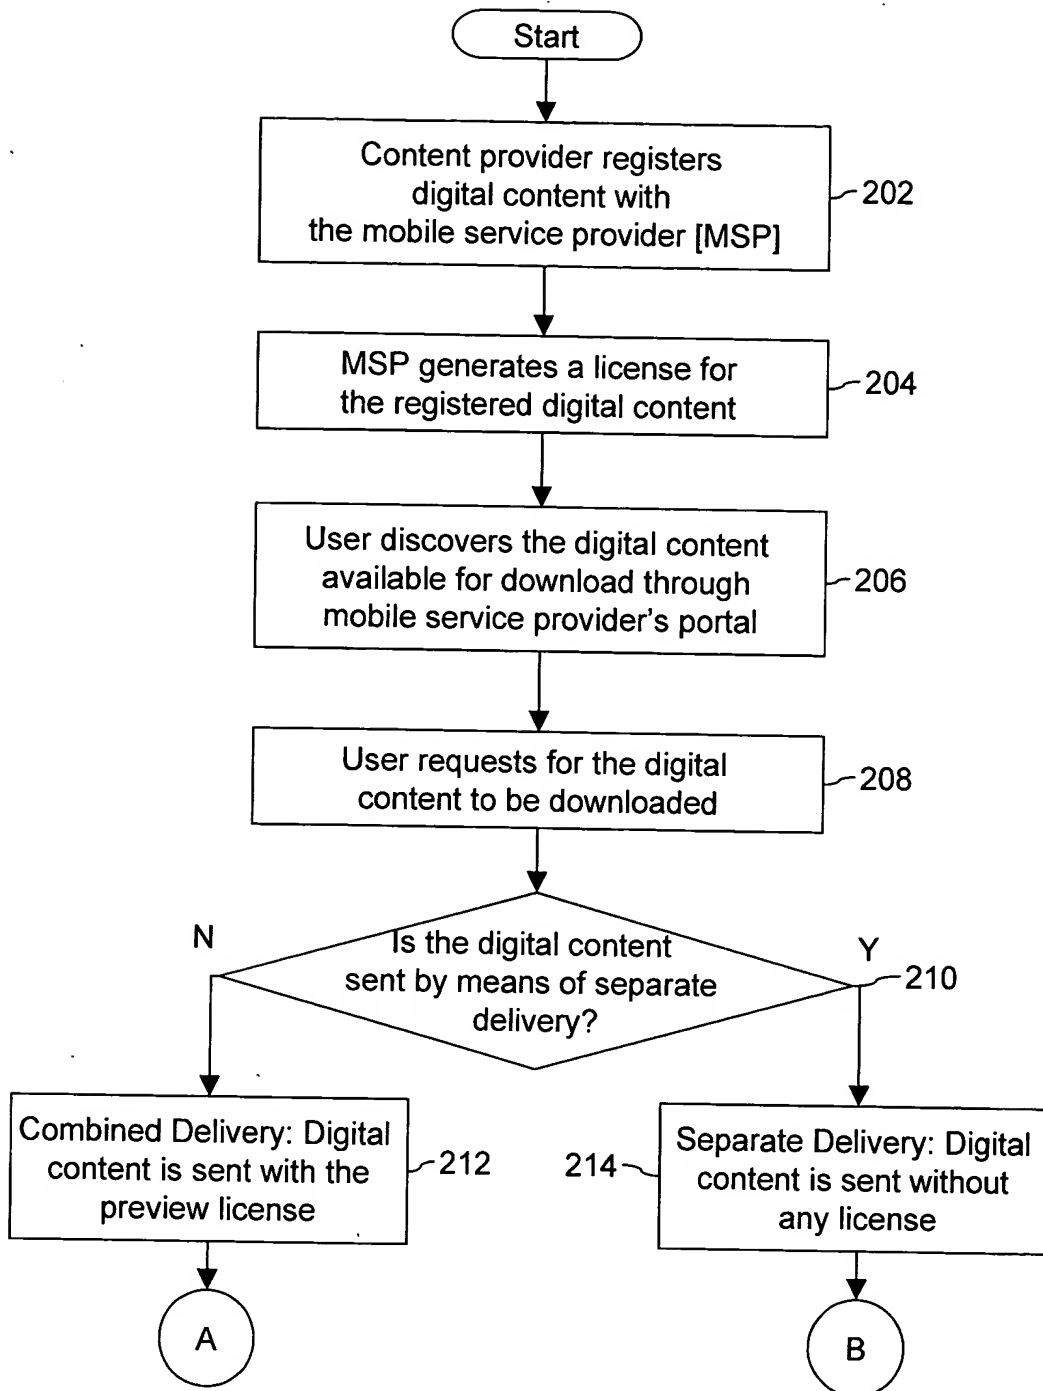 Start
Content provider registers
digital content with
the mobile service provider [MSP]
202
MSP generates a license for
the registered digital content
204
User discovers the digital content
available for download through
mobile service provider's portal
206
User requests for the digital
content to be downloaded
208
N
Is the digital content
sent by means of separate
delivery?
Y
210
Combined Delivery: Digital
content is sent with the
preview license
212
214
Separate Delivery: Digital
content is sent without
any license
A
B